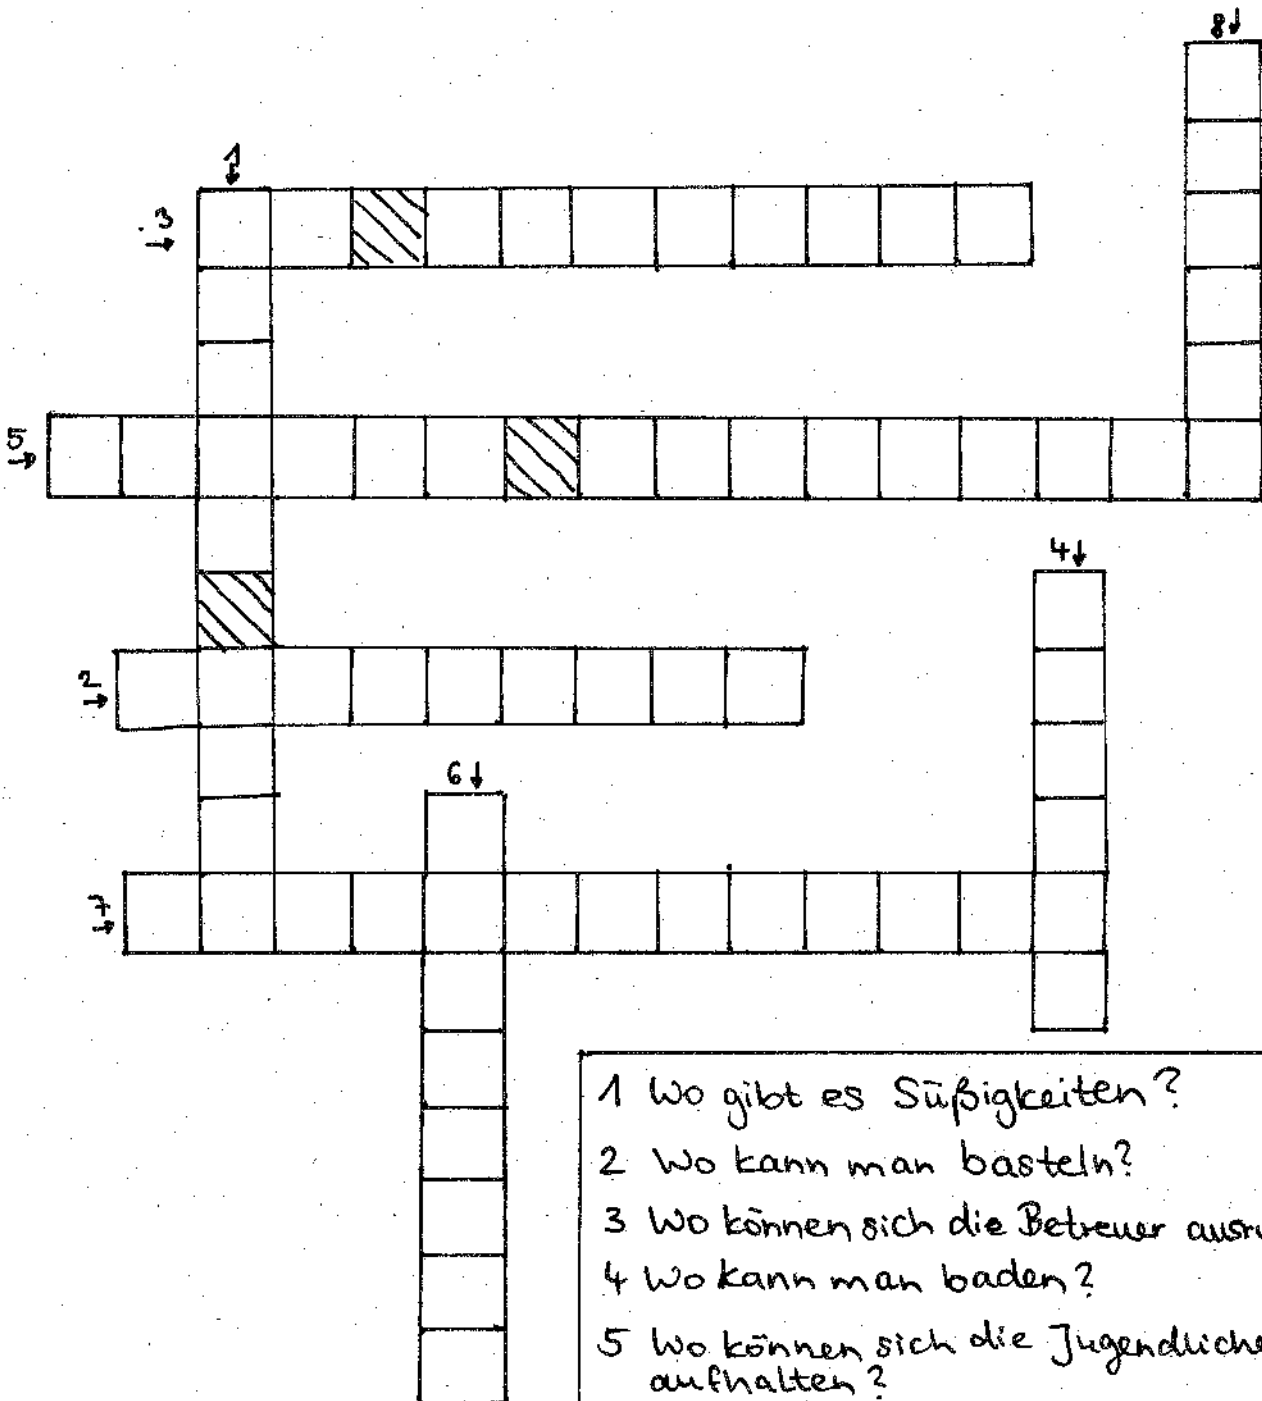 8↓
1
↓
3
→
5
→
4↓
2
→
6↓
7
→
1 Wo gibt es Süßigkeiten?
2 Wo kann man basteln?
3 Wo können sich die Betreuer
4 Wo kann man baden?
5 Wo können sich die
aufhalten?